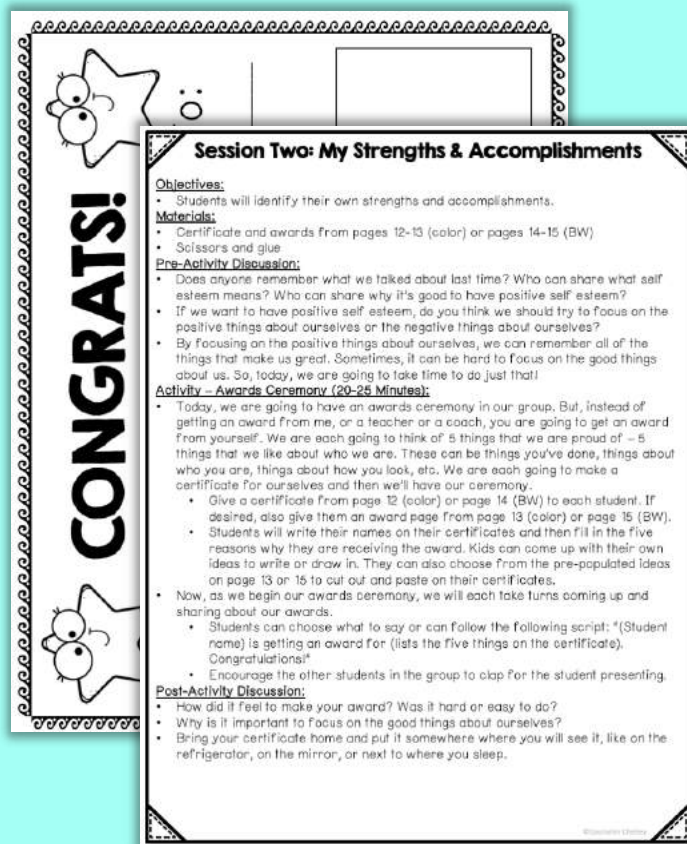 CONGRATS!
Session Two: My Strengths & Accomplishments
Objectives:
• Students will identify their own strengths and accomplishments.
Materials:
• Certificate and awards from pages 12-13 (color) or pages 14-15 (BW)
• Scissors and glue
Pre-Activity Discussion:
• Does anyone remember what we talked about last time? Who can share what self
esteem means? Who can share why it's good to have positive self esteem?
• If we want to have positive self esteem, do you think we should try to focus on the
positive things about ourselves or the negative things about ourselves?
• By focusing on the positive things about ourselves, we can remember all of the
things that make us great. Sometimes, it can be hard to focus on the good things
about us. So, today, we are going to take time to do just that!
Activity – Awards Ceremony (20-25 Minutes):
• Today, we are going to have an awards ceremony in our group. But, instead of
getting an award from me, or a teacher or a coach, you are going to get an award
from yourself. We are each going to think of 5 things that we are proud of – 5
things that we like about who we are. These can be things you've done, things about
who you are, things about how you look, etc. We are each going to make a
certificate for ourselves and then we'll have our ceremony.
• Give a certificate from page 12 (color) or page 14 (BW) to each student. If
desired, also give them an award page from page 13 (color) or page 15 (BW).
• Students will write their names on their certificates and then fill in the five
reasons why they are receiving the award. Kids can come up with their own
ideas to write or draw in. They can also choose from the pre-populated ideas
on page 13 or 15 to cut out and paste on their certificates.
• Now, as we begin our awards ceremony, we will each take turns coming up and
sharing about our awards.
• Students can choose what to say or can follow the following script: "(Student
name) is getting an award for (lists the five things on the certificate).
Congratulations!"
• Encourage the other students in the group to clap for the student presenting.
Post-Activity Discussion:
• How did it feel to make your award? Was it hard or easy to do?
• Why is it important to focus on the good things about ourselves?
• Bring your certificate home and put it somewhere where you will see it, like on the
refrigerator, on the mirror, or next to where you sleep.